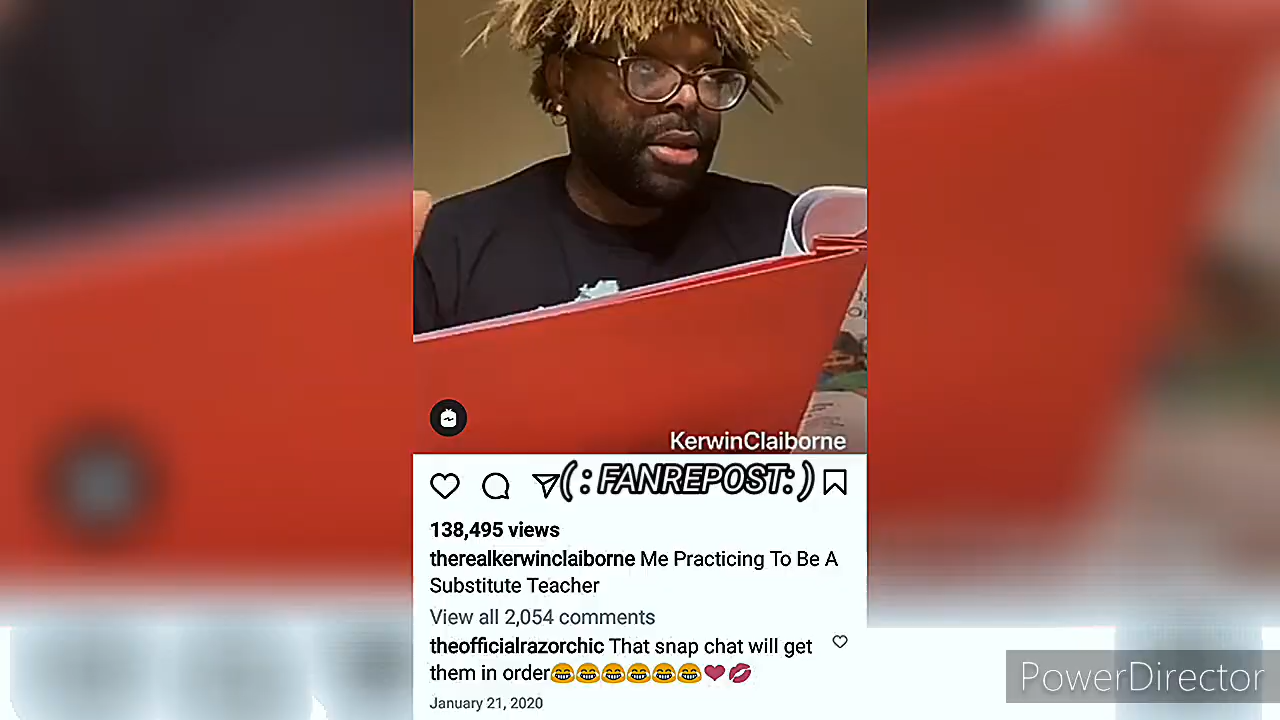 KerwinClaiborne
(: FANREPOST:)
138,495 views
therealkerwinclaiborne Me Practicing To Be A
Substitute Teacher
View all 2,054 comments
theofficialrazorchic That snap chat will get
them in order😂😂😂😂😂😂❤️💋
January 21, 2020
PowerDirector